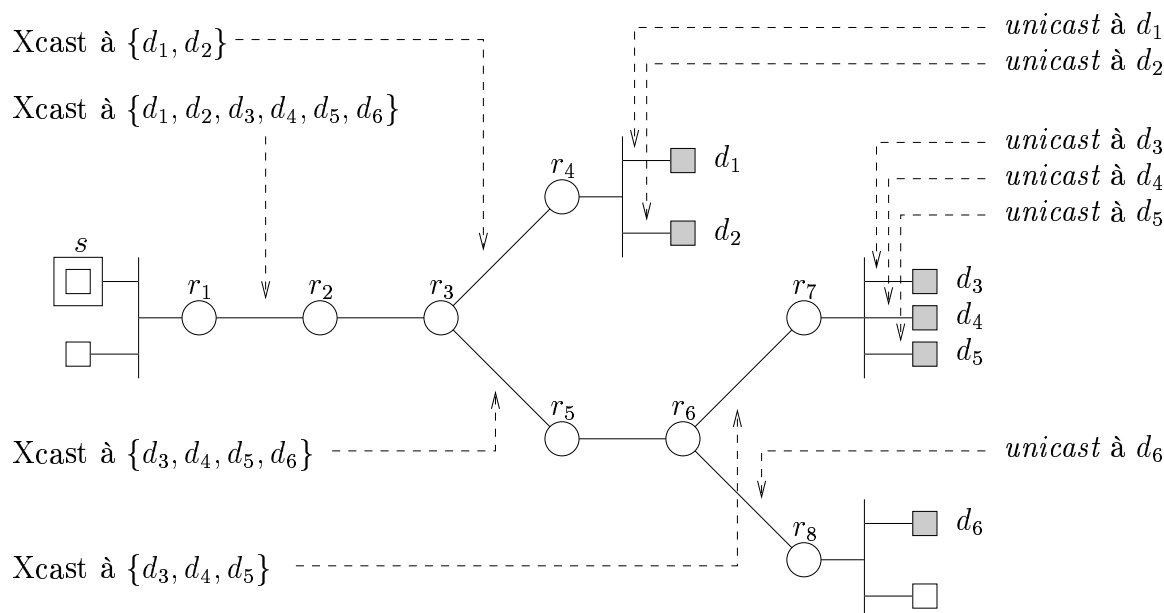 unicast à d₁
Xcast à {d₁, d₂}
unicast à d₂
Xcast à {d₁, d₂, d₃, d₄, d₅, d₆}
unicast à d₃
r₄
d₁
unicast à d₄
unicast à d₅
d₂
s
r₁
r₂
r₃
r₇
d₃
d₄
d₅
r₅
r₆
Xcast à {d₃, d₄, d₅, d₆}
unicast à d₆
r₈
d₆
Xcast à {d₃, d₄, d₅}